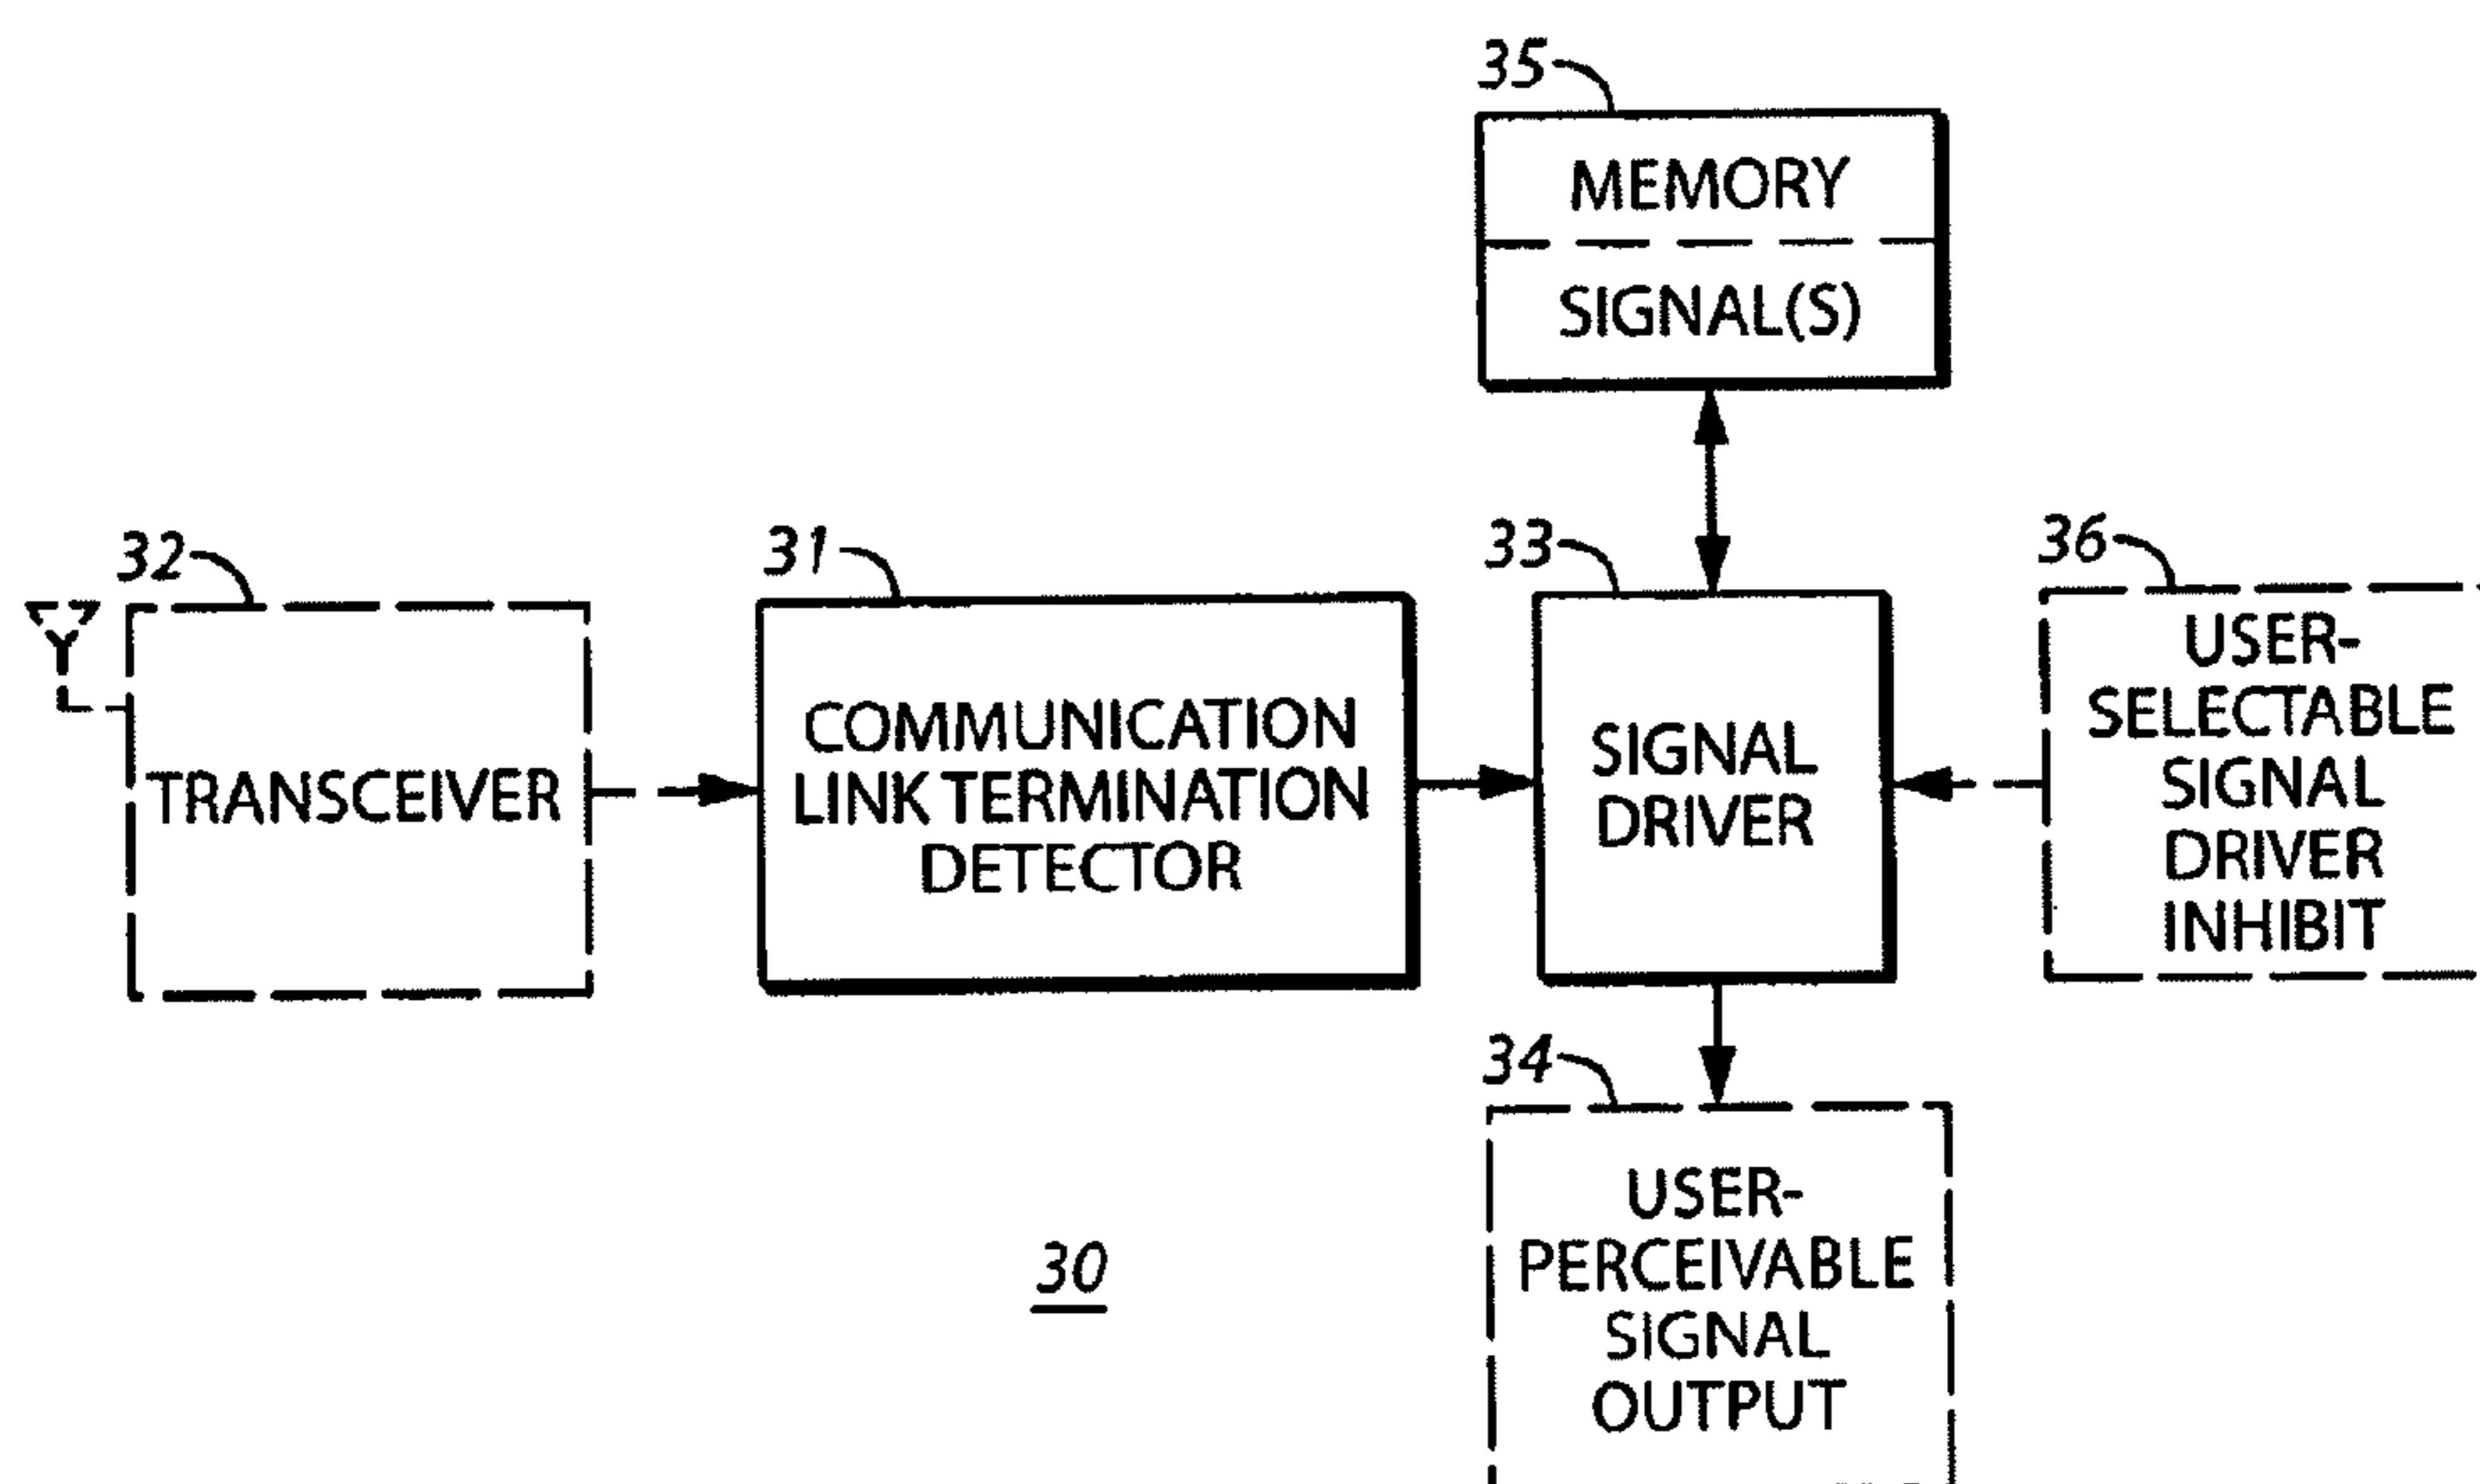 35
MEMORY
SIGNAL(S)
32
31
33
36
TRANSCEIVER
COMMUNICATION
LINK TERMINATION
DETECTOR
SIGNAL
DRIVER
USER-
SELECTABLE
SIGNAL
DRIVER
INHIBIT
34
USER-
PERCEIVABLE
SIGNAL
OUTPUT
30